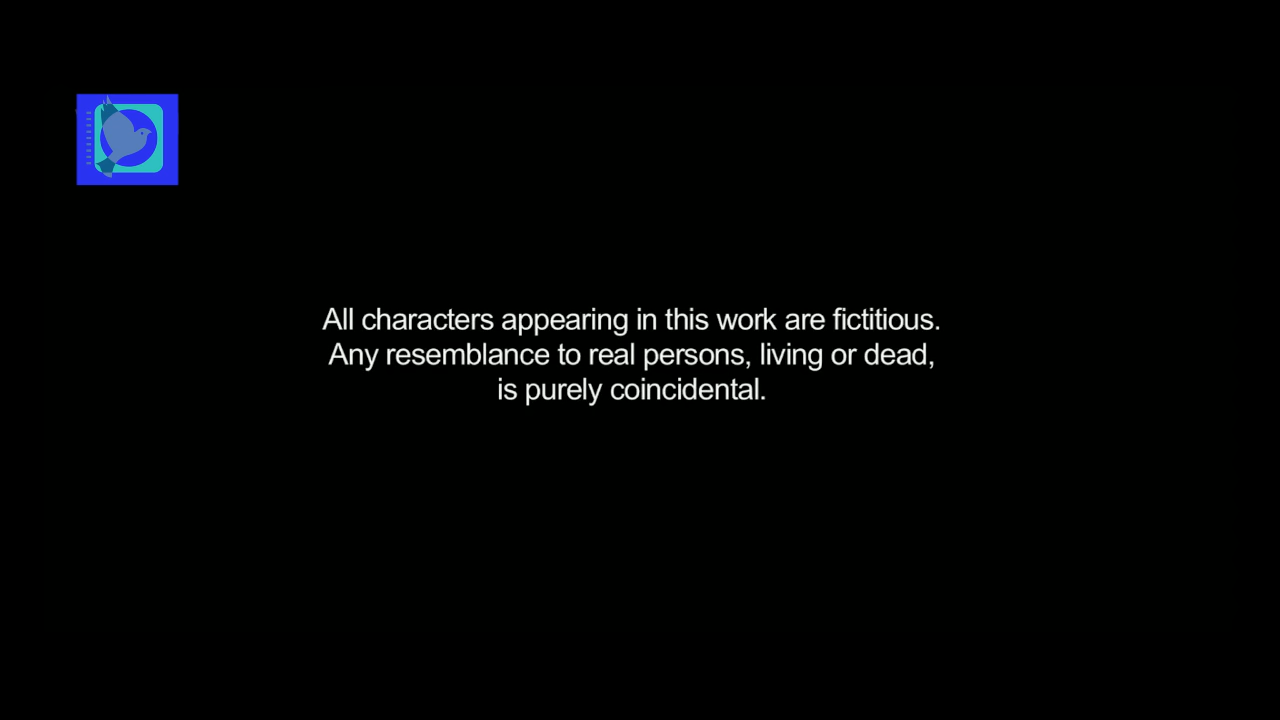 All characters appearing in this work are fictitious.
Any resemblance to real persons, living or dead,
is purely coincidental.